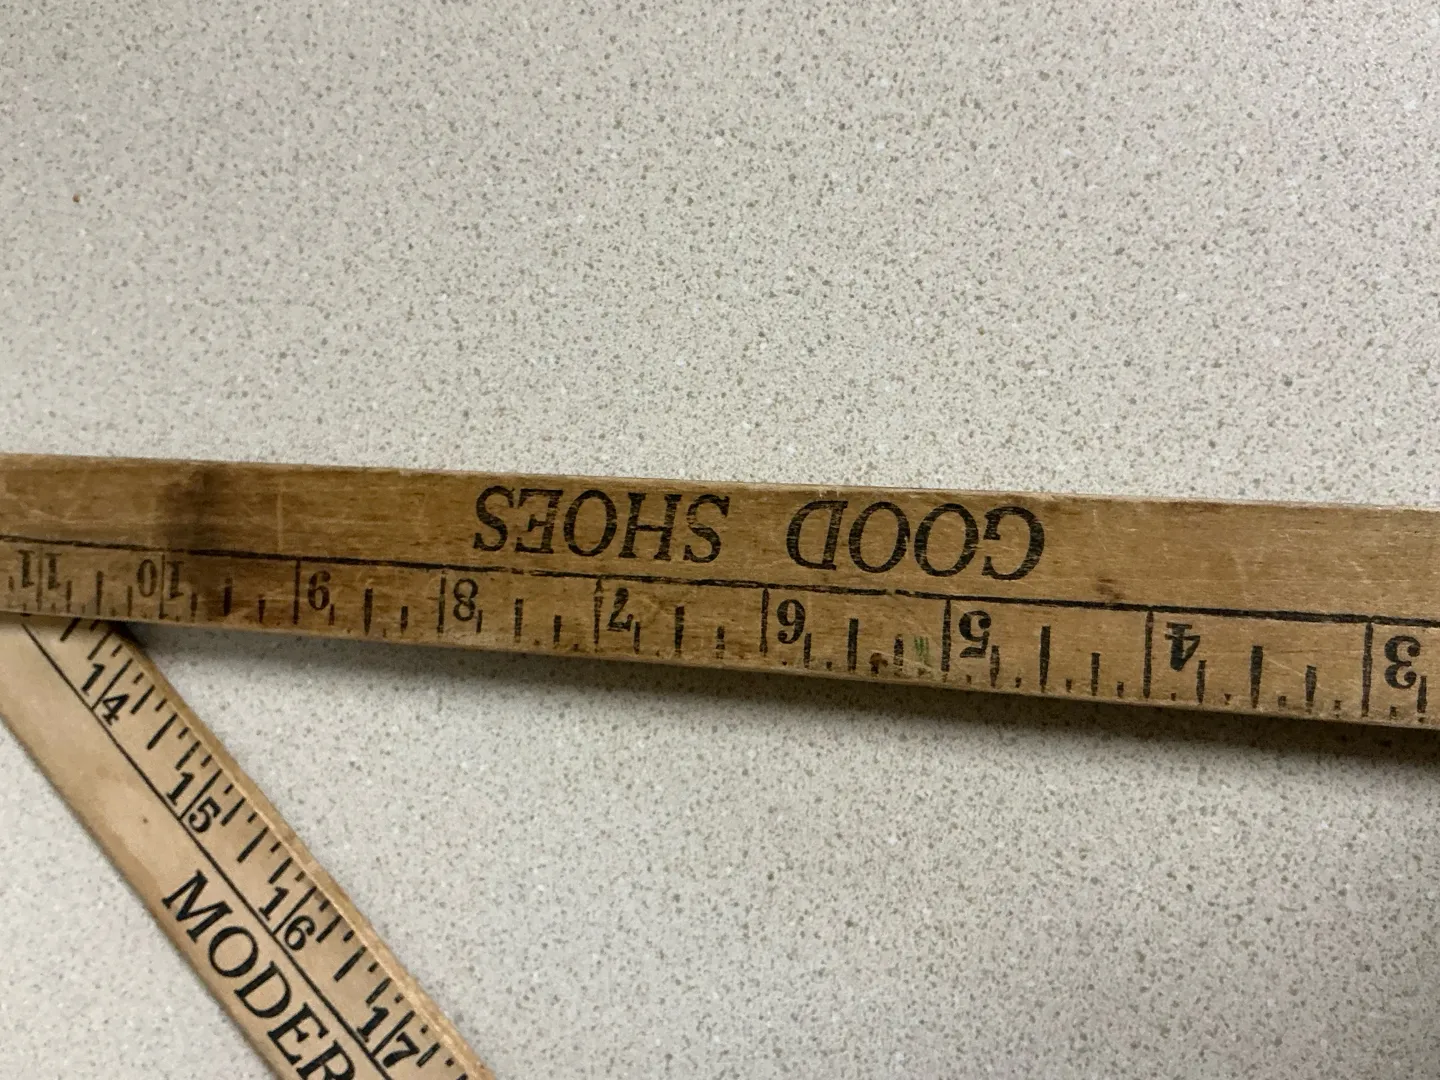 GOOD SHOES
3 4 5 6 7 8 9 10 11
14 15 16 17
MODER